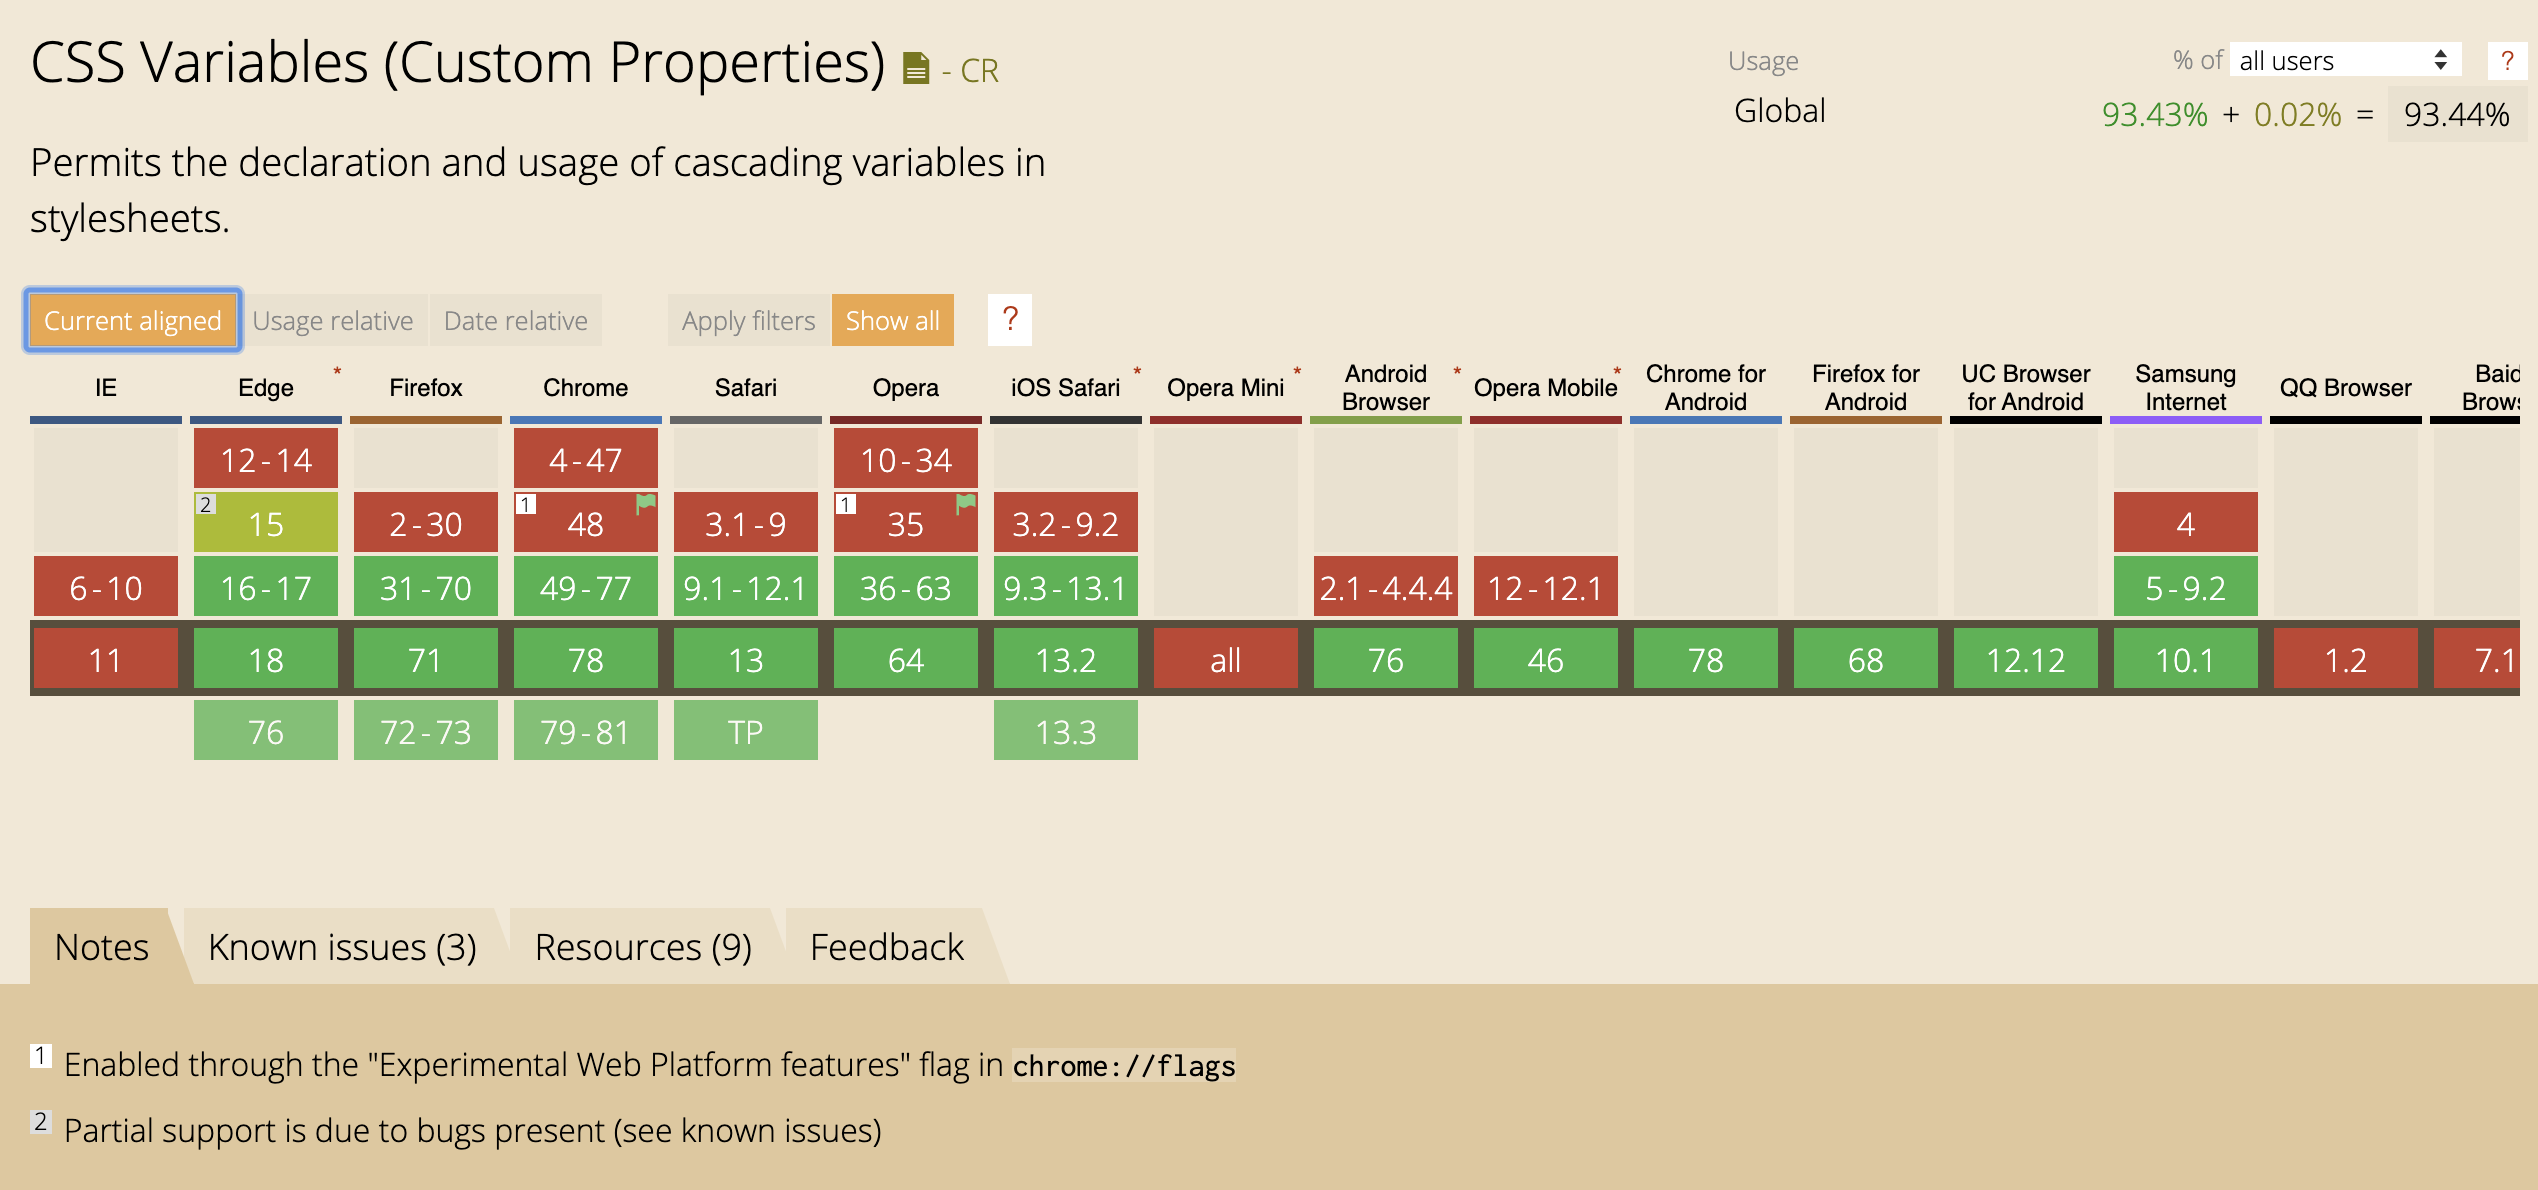 CSS Variables (Custom Properties) - CR
Usage % of all users ?
Global 93.43% + 0.02% = 93.44%
Permits the declaration and usage of cascading variables in
stylesheets.
Current aligned Usage relative Date relative Apply filters Show all ?
IE Edge * Firefox Chrome Safari Opera iOS Safari * Opera Mini * Android Browser * Opera Mobile * Chrome for Android Firefox for Android UC Browser for Android Samsung Internet QQ Browser Baid Brows
12-14 4-47 10-34
2 15 2-30 1 48 3.1-9 1 35 3.2-9.2 4
6-10 16-17 31-70 49-77 9.1-12.1 36-63 9.3-13.1 2.1-4.4.4 12-12.1 5-9.2
11 18 71 78 13 64 13.2 all 76 46 78 68 12.12 10.1 1.2 7.1
76 72-73 79-81 TP 13.3
Notes Known issues (3) Resources (9) Feedback
1 Enabled through the "Experimental Web Platform features" flag in chrome://flags
2 Partial support is due to bugs present (see known issues)